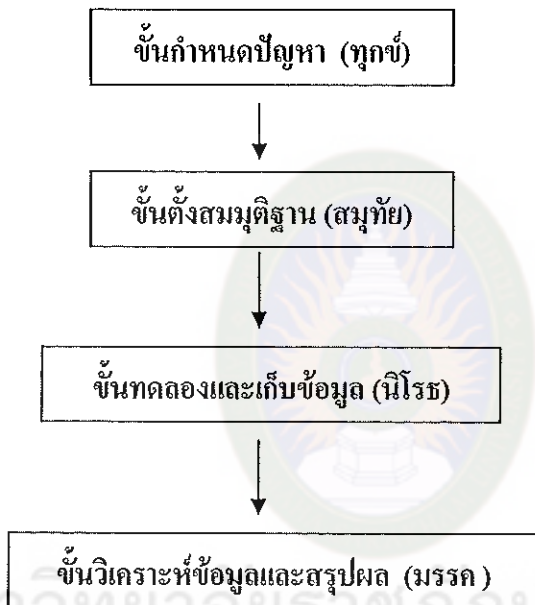 ขั้นกำหนดปัญหา (ทุกข์)
ขั้นตั้งสมมุติฐาน (สมุทัย)
ขั้นทดลองและเก็บข้อมูล (นิโรธ)
ขั้นวิเคราะห์ข้อมูลและสรุปผล (มรรค)